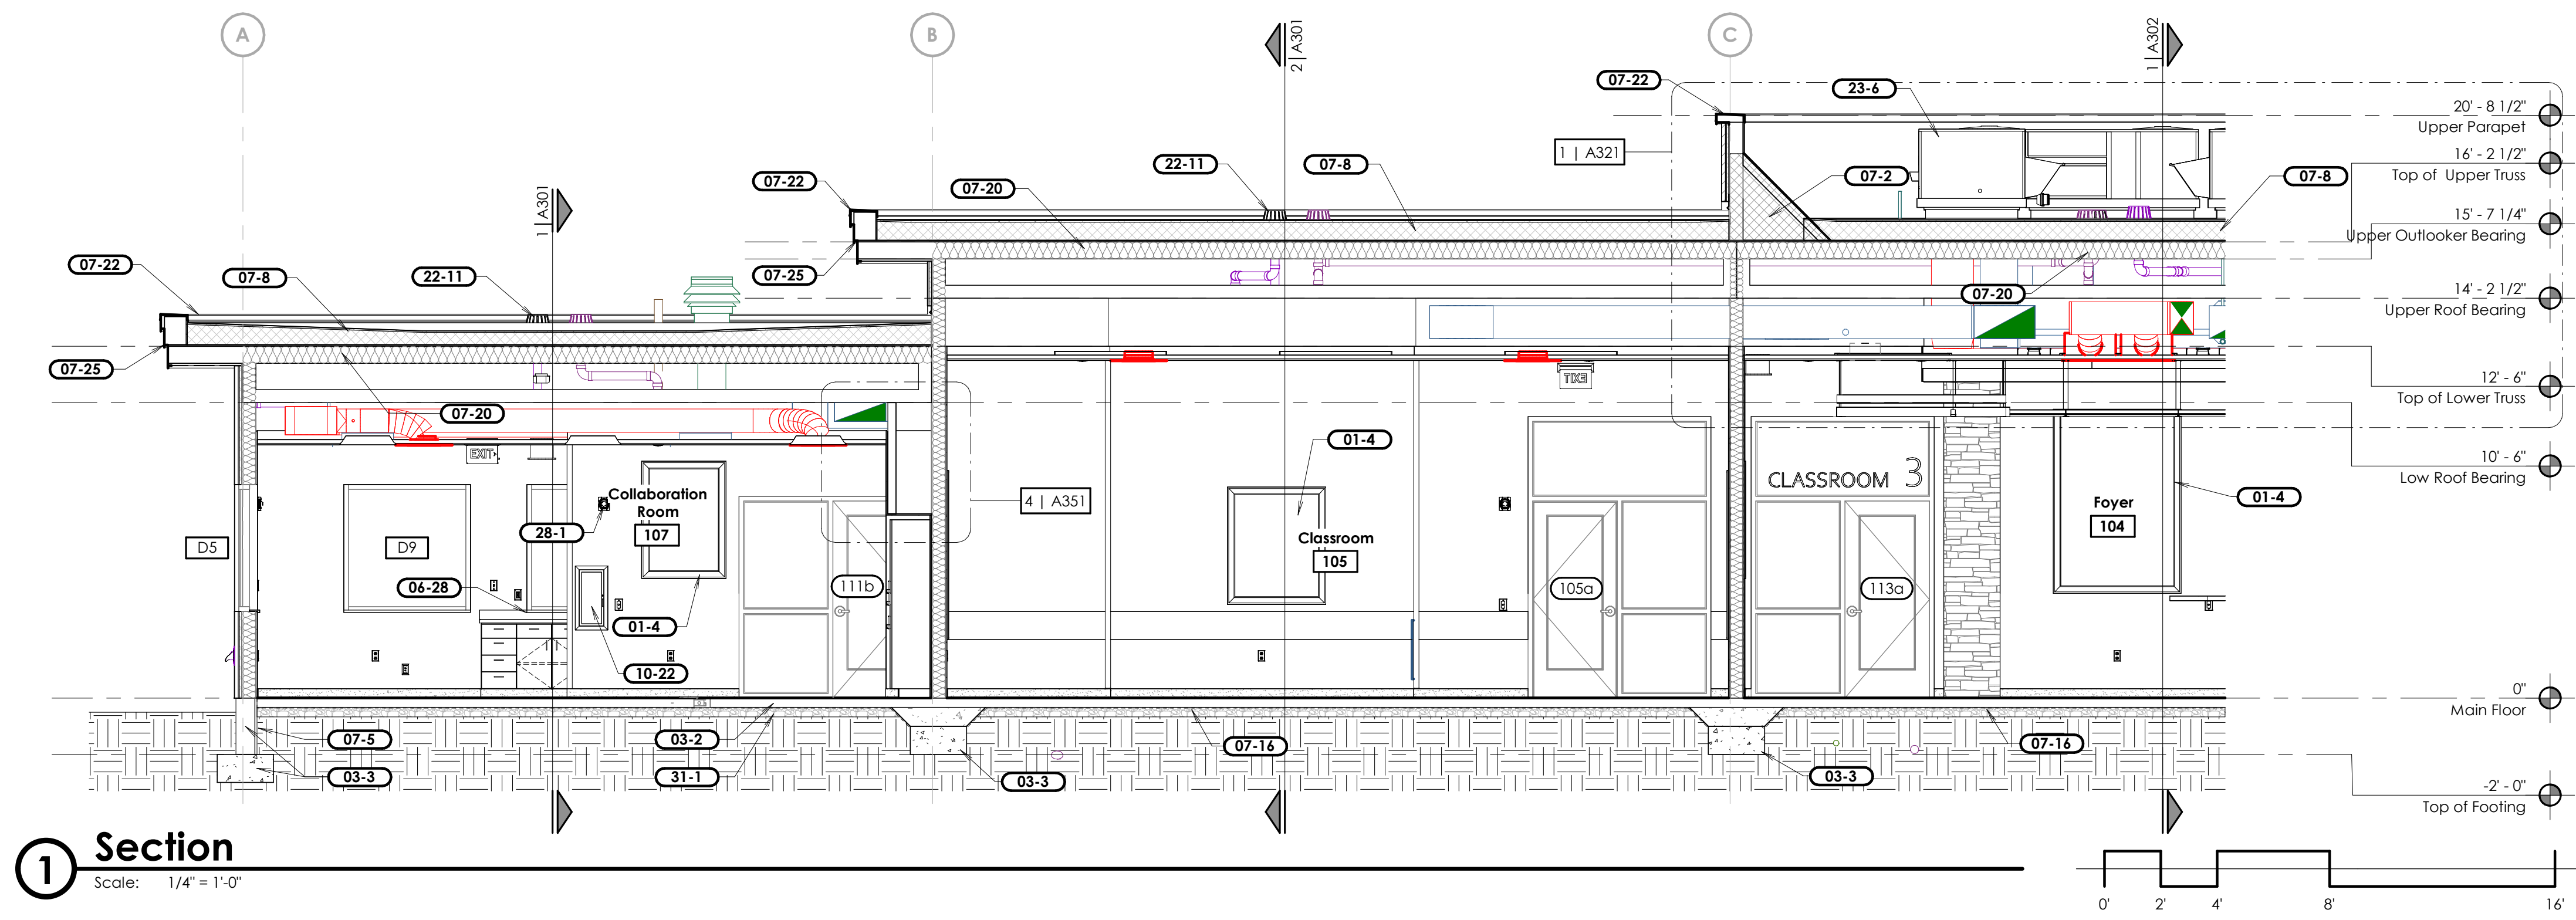 A
B
C
2 | A301
1 | A302
07-22
23-6
20' - 8 1/2"
Upper Parapet
1 | A321
16' - 2 1/2"
Top of  Upper Truss
22-11
07-8
07-22
07-20
07-2
07-8
1 | A301
15' - 7 1/4"
Upper Outlooker Bearing
07-22
07-8
22-11
07-25
07-20
14' - 2 1/2"
Upper Roof Bearing
07-25
12' - 6"
Top of Lower Truss
EXIT
07-20
01-4
EXIT
10' - 6"
Low Roof Bearing
CLASSROOM 3
Collaboration
Room
107
28-1
4 | A351
01-4
Foyer
104
D5
D9
Classroom
105
06-28
111b
105a
113a
01-4
10-22
0"
Main Floor
07-5
03-2
07-16
07-16
03-3
31-1
03-3
03-3
-2' - 0"
Top of Footing
1
Section
Scale: 1/4" = 1'-0"
0'
2'
4'
8'
16'